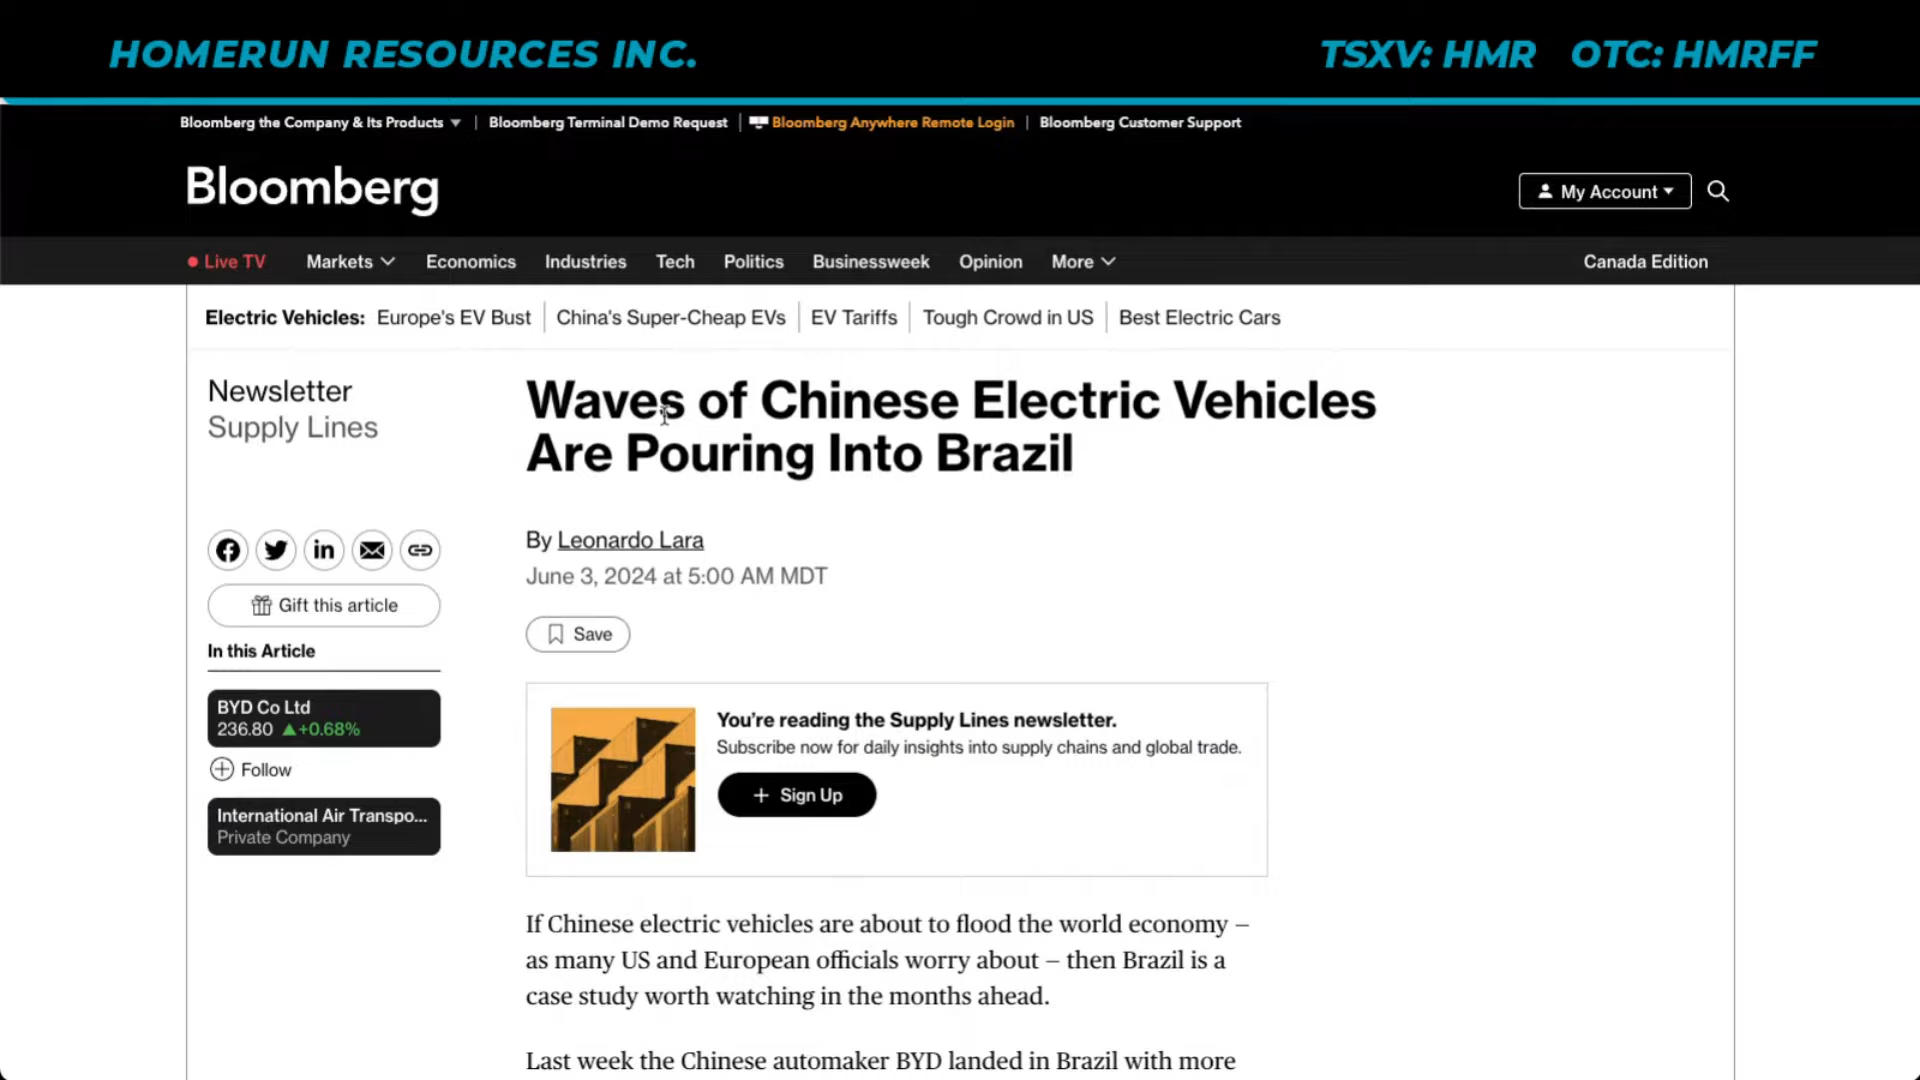 HOMERUN RESOURCES INC.
TSXV: HMR OTC: HMRFF
Bloomberg the Company & Its Products
Bloomberg Terminal Demo Request
Bloomberg Anywhere Remote Login
Bloomberg Customer Support
Bloomberg
My Account
Live TV
Markets
Economics
Industries
Tech
Politics
Businessweek
Opinion
More
Canada Edition
Electric Vehicles: Europe's EV Bust
China's Super-Cheap EVs
EV Tariffs
Tough Crowd in US
Best Electric Cars
Newsletter
Supply Lines
Waves of Chinese Electric Vehicles
Are Pouring Into Brazil
By Leonardo Lara
June 3, 2024 at 5:00 AM MDT
Save
Gift this article
In this Article
BYD Co Ltd
236.80 ▲+0.68%
Follow
International Air Transpo...
Private Company
You’re reading the Supply Lines newsletter.
Subscribe now for daily insights into supply chains and global trade.
+ Sign Up
If Chinese electric vehicles are about to flood the world economy –
as many US and European officials worry about – then Brazil is a
case study worth watching in the months ahead.
Last week the Chinese automaker BYD landed in Brazil with more